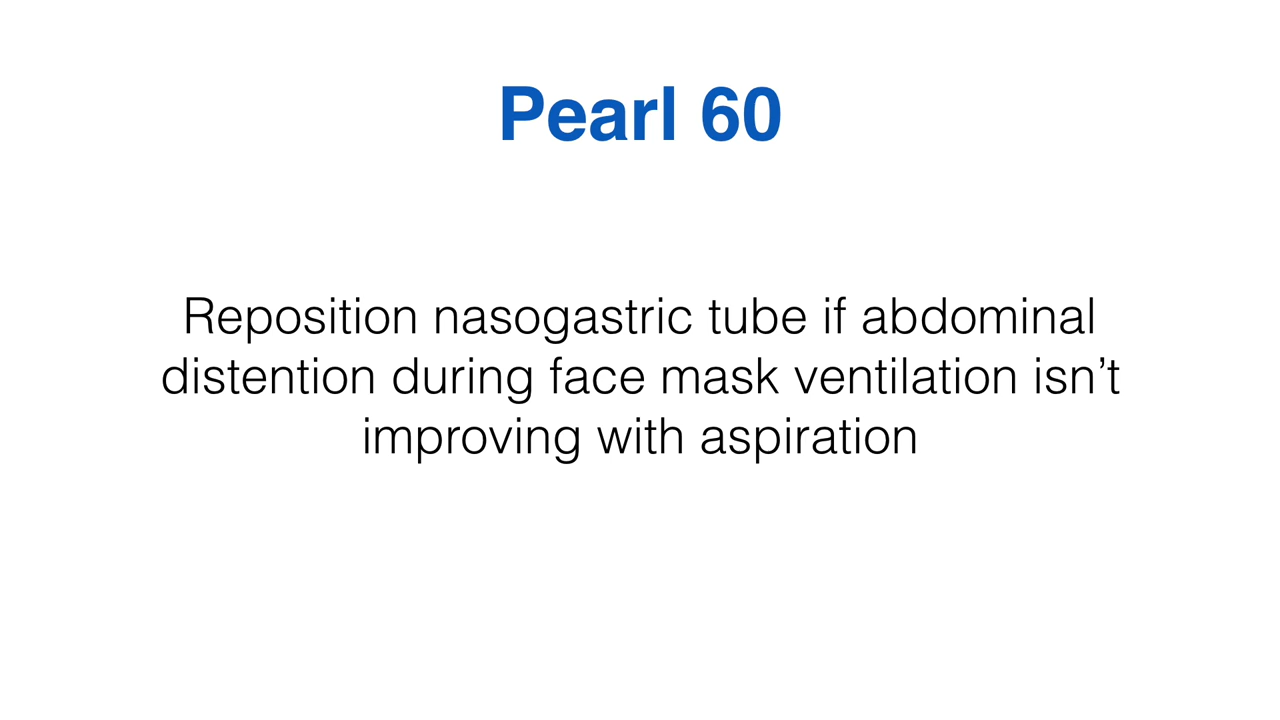 Pearl 60
Reposition nasogastric tube if abdominal
distention during face mask ventilation isn’t
improving with aspiration